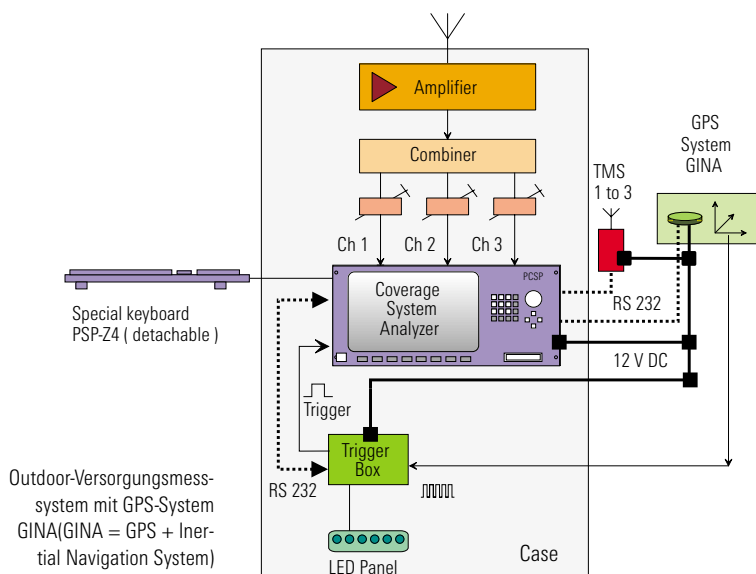 Amplifier
Combiner
GPS
System
GINA
TMS
1 to 3
Ch 1
Ch 2
Ch 3
PCSP
Coverage
System
Analyzer
RS 232
Special keyboard
PSP-Z4 ( detachable )
12 V DC
Trigger
Trigger
Box
RS 232
Outdoor-Versorgungsmess-
system mit GPS-System
GINA(GINA = GPS + Iner-
tial Navigation System)
LED Panel
Case